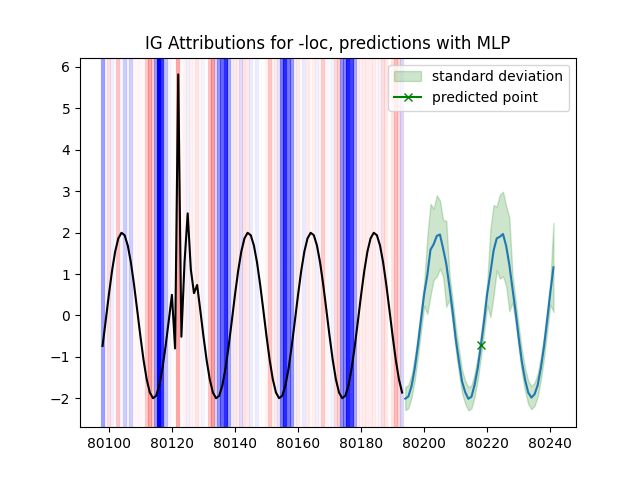 IG Attributions for -loc, predictions with MLP
standard deviation
predicted point
6
5
4
3
2
1
0
−1
−2
80100 80120 80140 80160 80180 80200 80220 80240